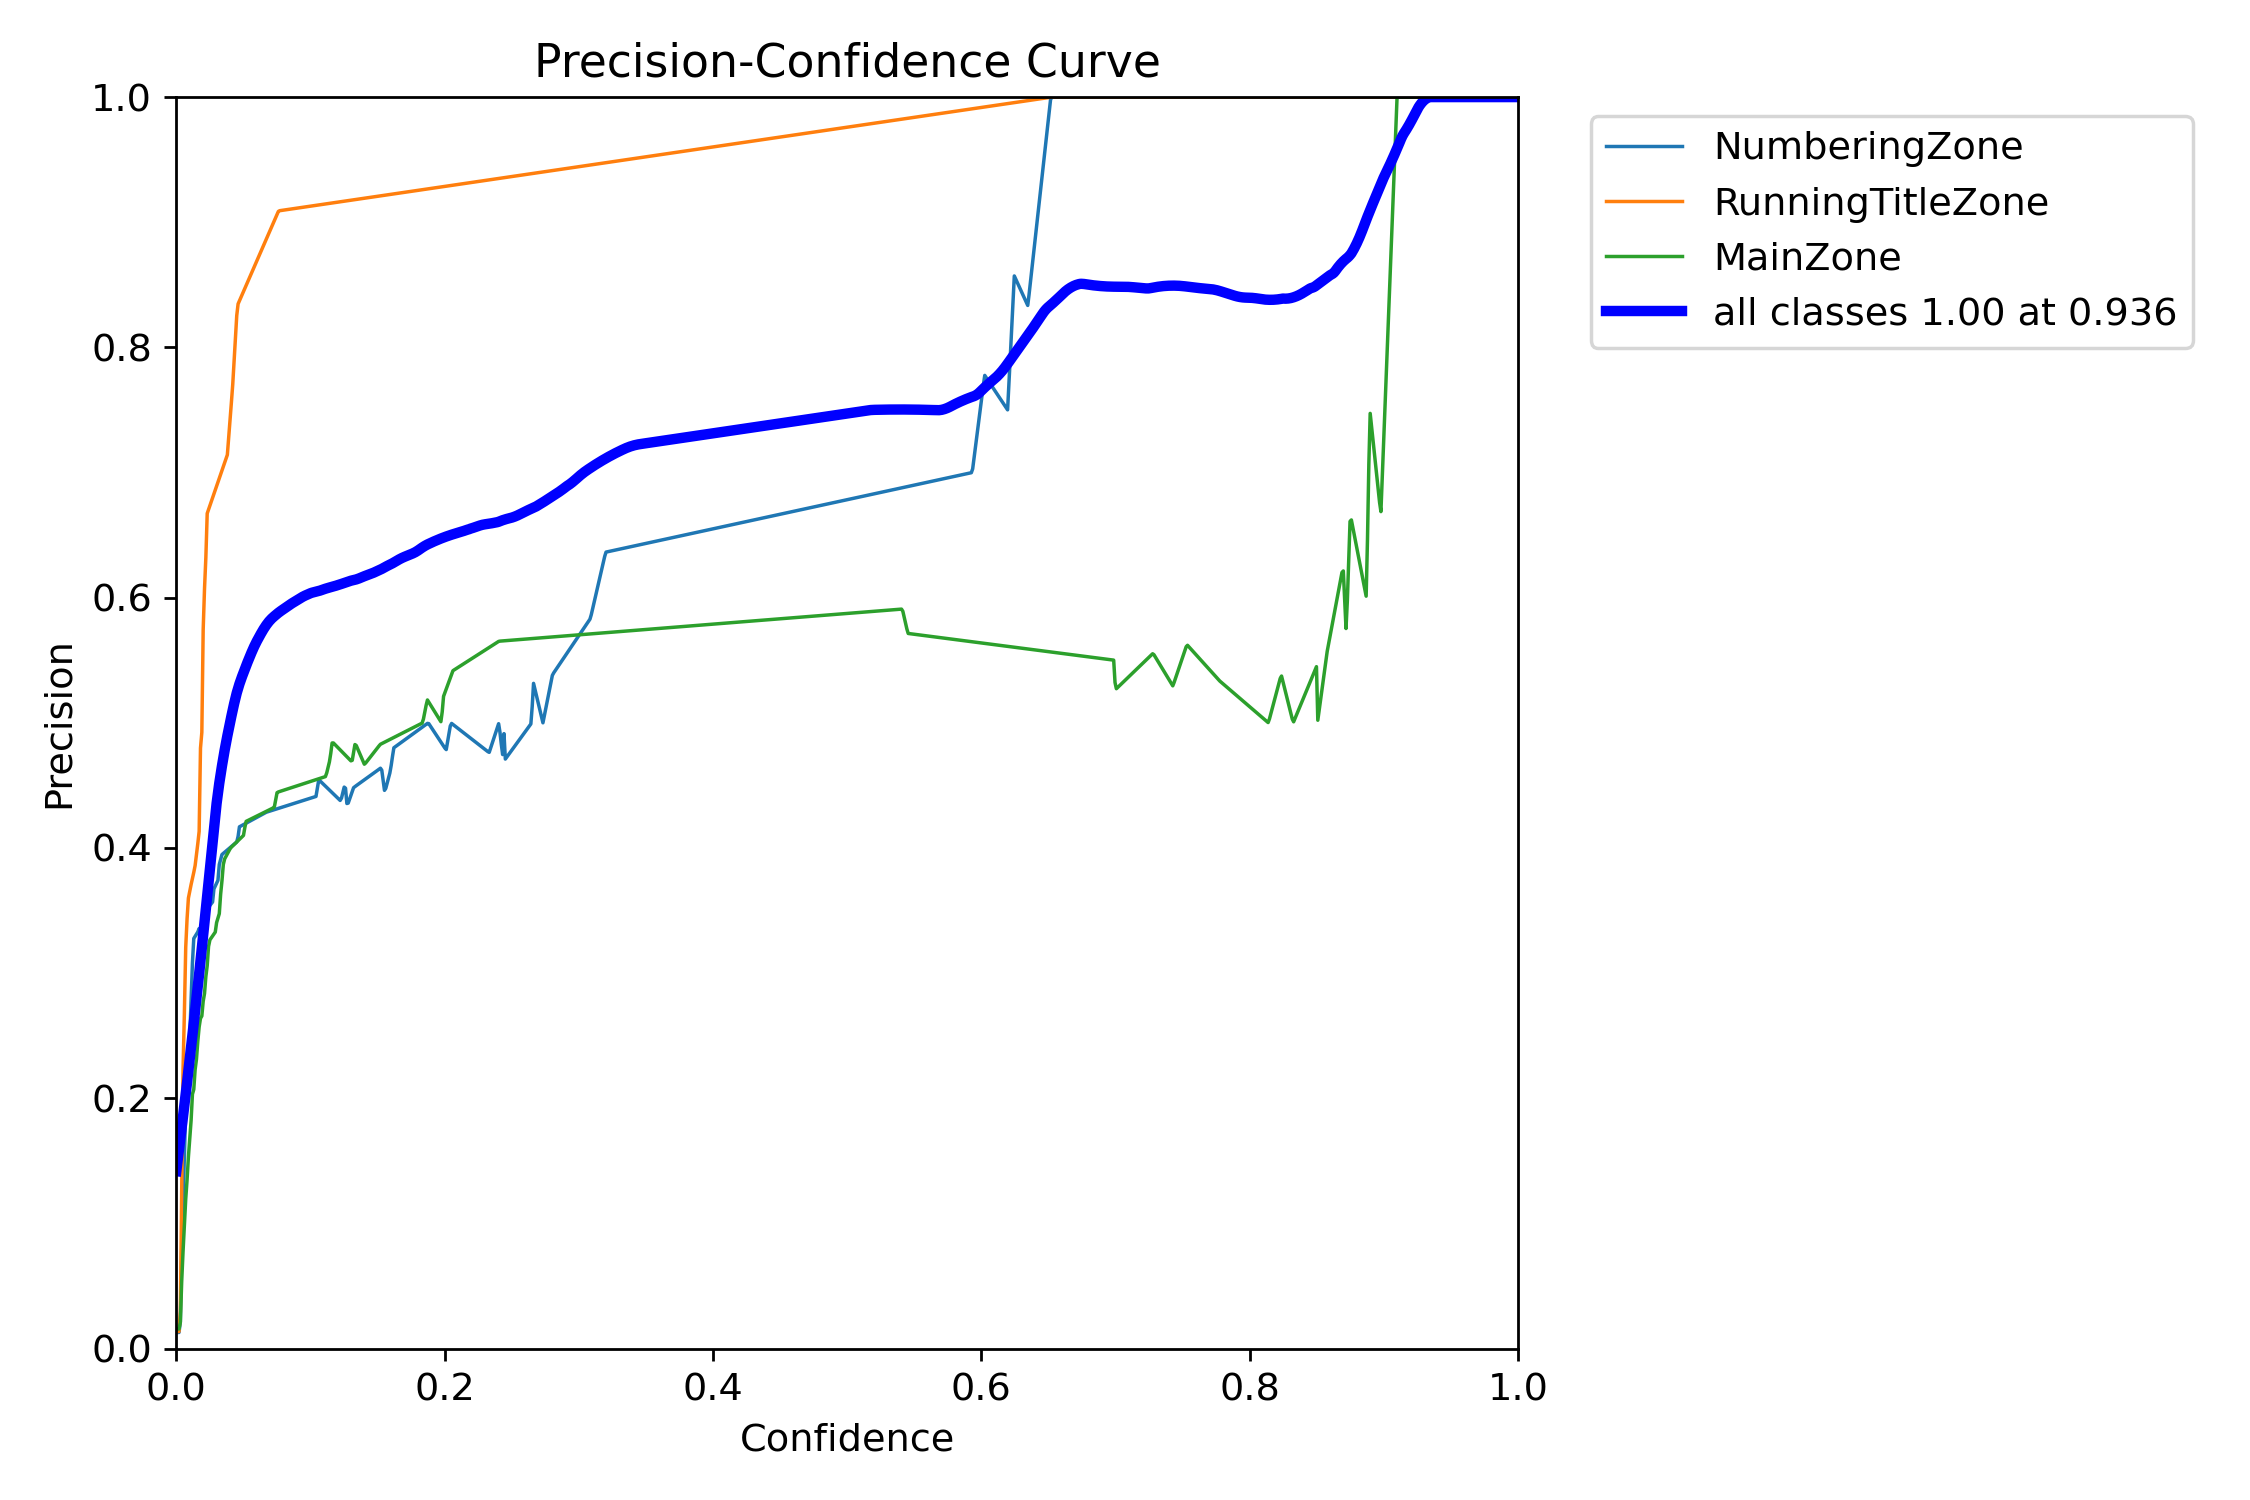 Precision-Confidence Curve
1.0
0.8
0.6
0.4
0.2
0.0
Precision
0.0 0.2 0.4 0.6 0.8 1.0
Confidence
NumberingZone
RunningTitleZone
MainZone
all classes 1.00 at 0.936